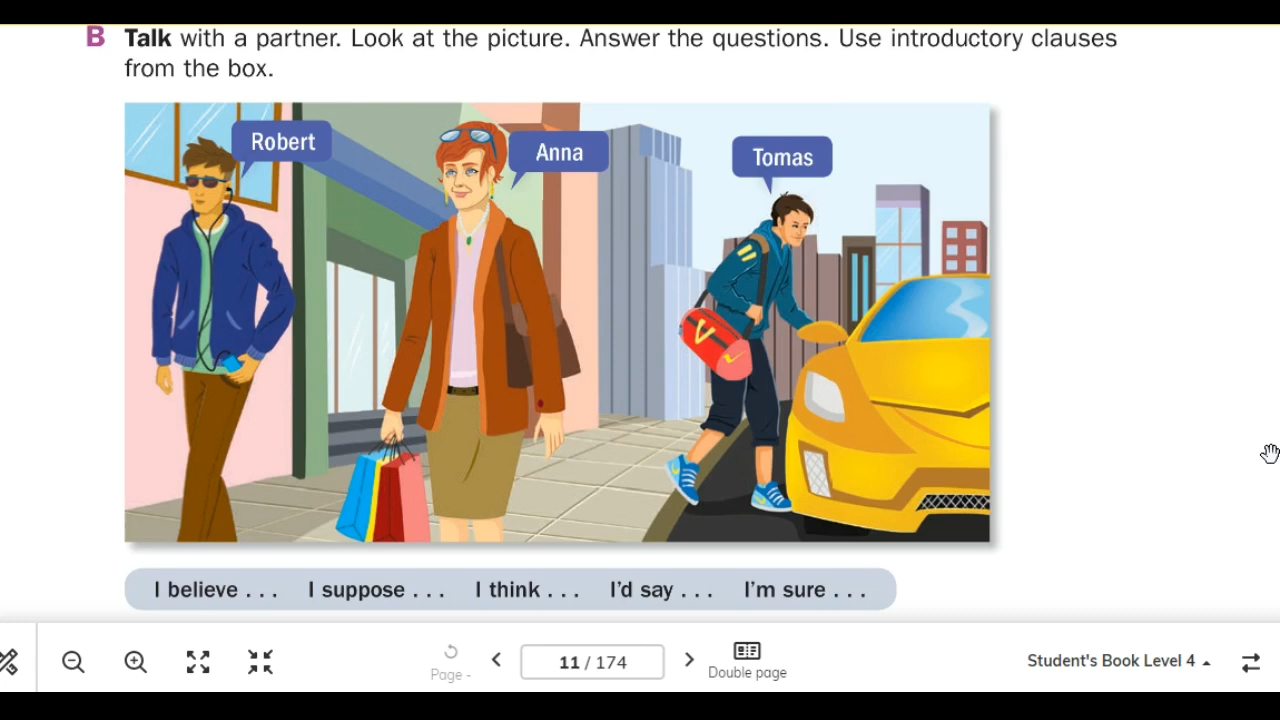 B Talk with a partner. Look at the picture. Answer the questions. Use introductory clauses
from the box.
Robert
Anna
Tomas
I believe . . . I suppose . . . I think . . . I'd say . . . I'm sure . . .
Page -
11 / 174
Double page
Student's Book Level 4